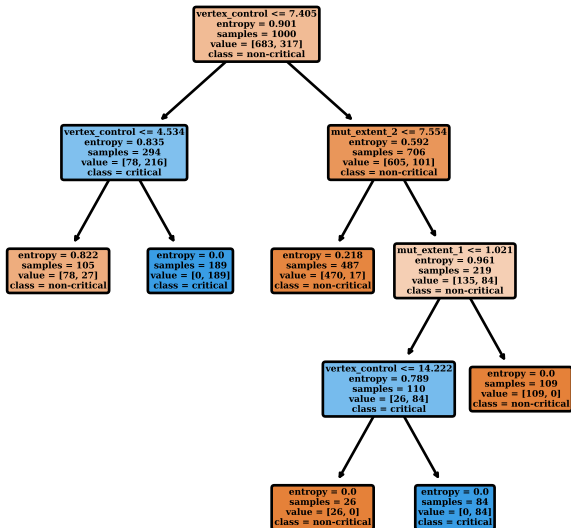 vertex_control <= 7.405
entropy = 0.901
samples = 1000
value = [683, 317]
class = non-critical
vertex_control <= 4.534
entropy = 0.835
samples = 294
value = [78, 216]
class = critical
mut_extent_2 <= 7.554
entropy = 0.592
samples = 706
value = [605, 101]
class = non-critical
entropy = 0.822
samples = 105
value = [78, 27]
class = non-critical
entropy = 0.0
samples = 189
value = [0, 189]
class = critical
entropy = 0.218
samples = 487
value = [470, 17]
class = non-critical
mut_extent_1 <= 1.021
entropy = 0.961
samples = 219
value = [135, 84]
class = non-critical
vertex_control <= 14.222
entropy = 0.789
samples = 110
value = [26, 84]
class = critical
entropy = 0.0
samples = 109
value = [109, 0]
class = non-critical
entropy = 0.0
samples = 26
value = [26, 0]
class = non-critical
entropy = 0.0
samples = 84
value = [0, 84]
class = critical